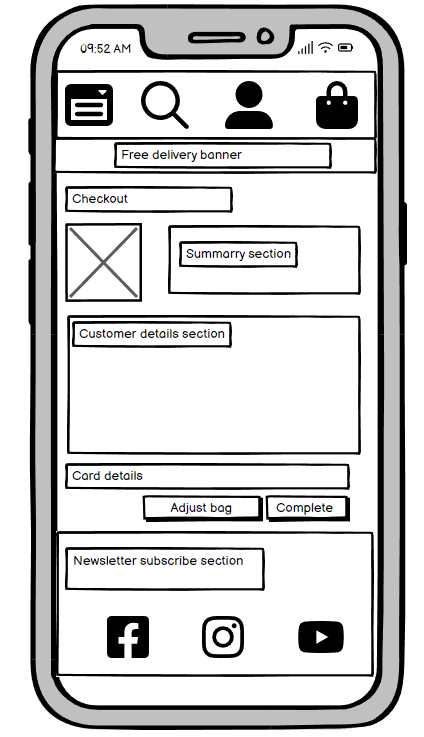 09:52 AM
Free delivery banner
Checkout
Summarry section
Customer details section
Card details
Adjust bag
Complete
Newsletter subscribe section